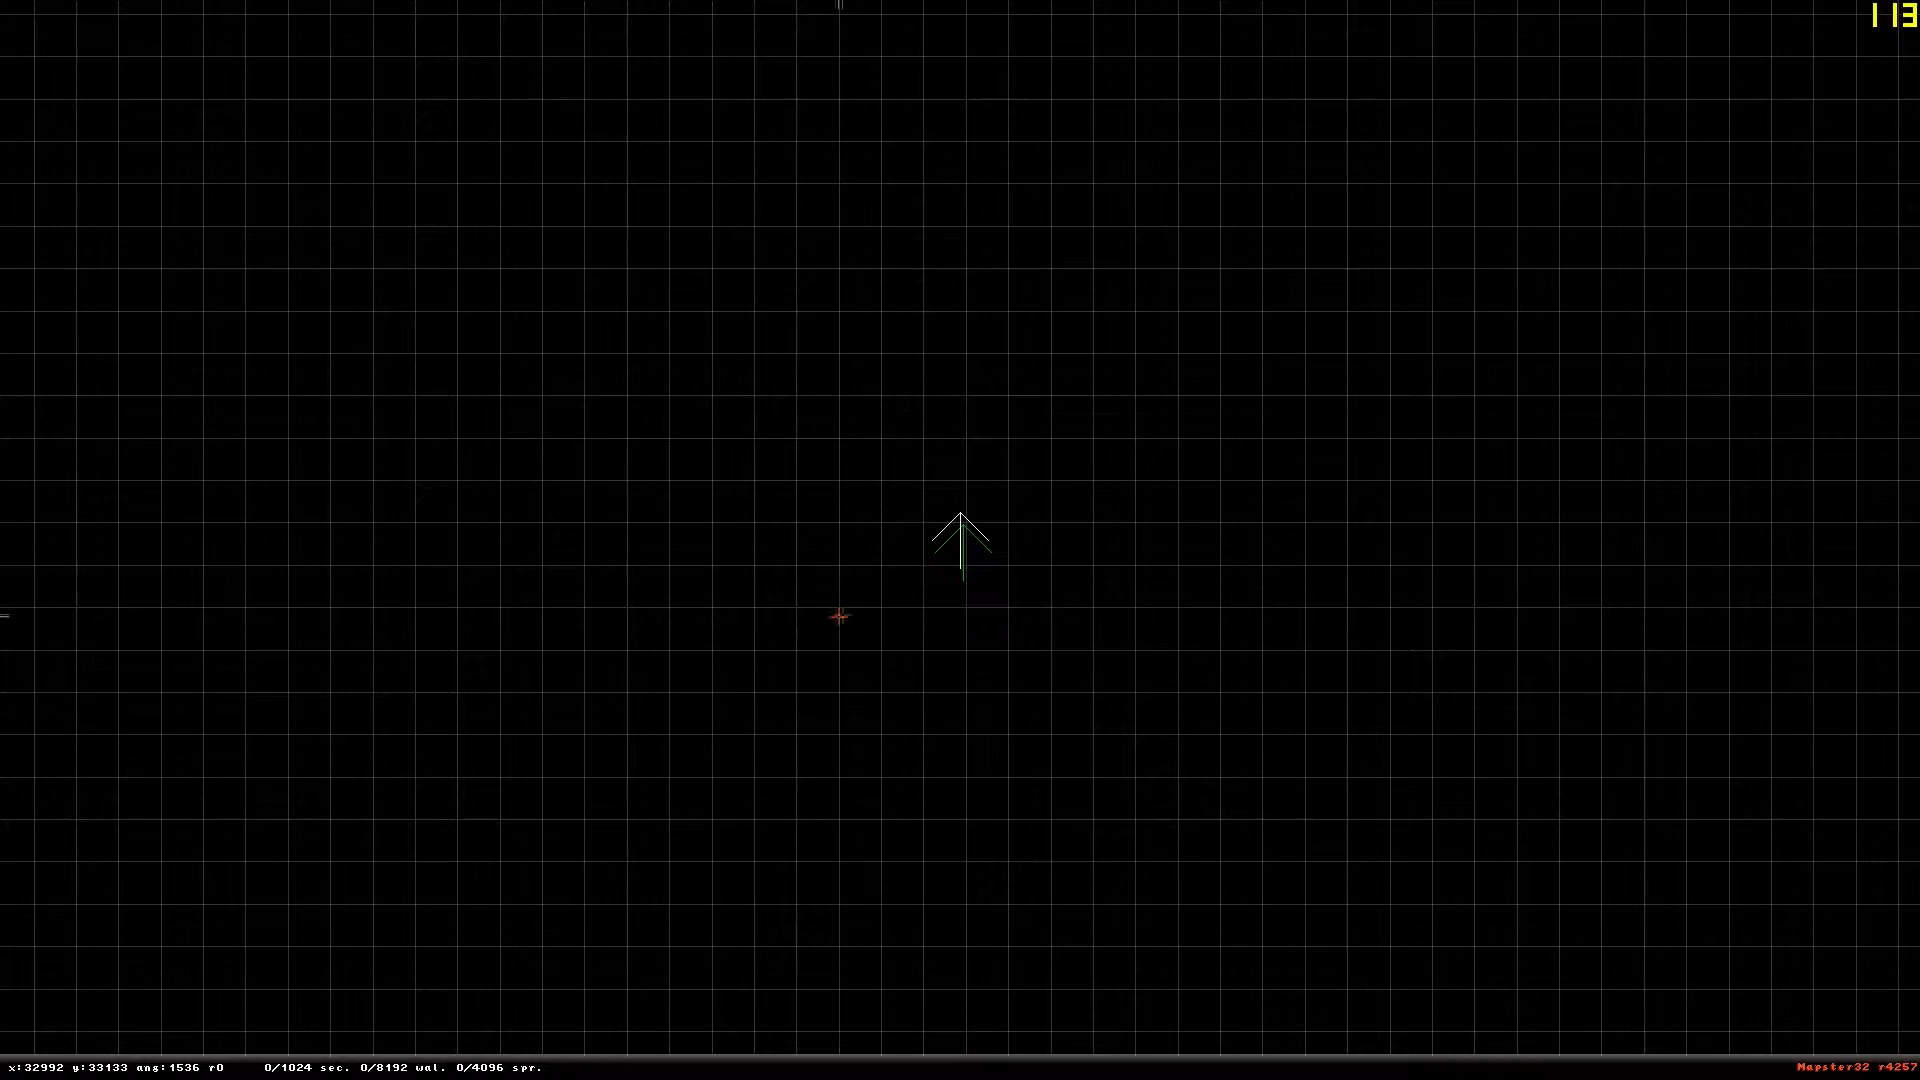 113
x:32992 y:33133 ang:1536 r0 0/1024 sec. 0/8192 wal. 0/4096 spr.
Mapster32 r4257